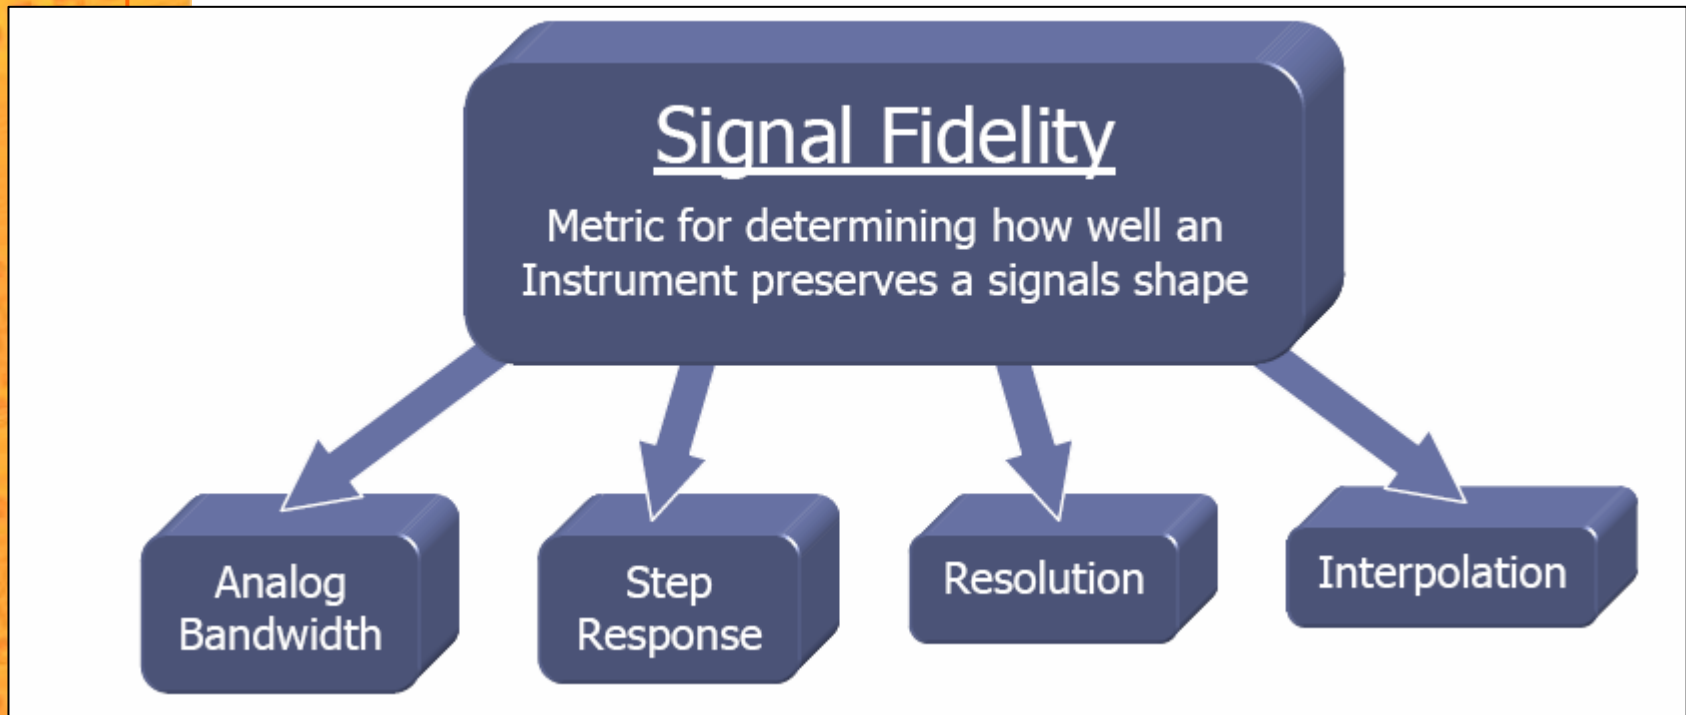 Signal Fidelity
Metric for determining how well an
Instrument preserves a signals shape
Analog
Bandwidth
Step
Response
Resolution
Interpolation